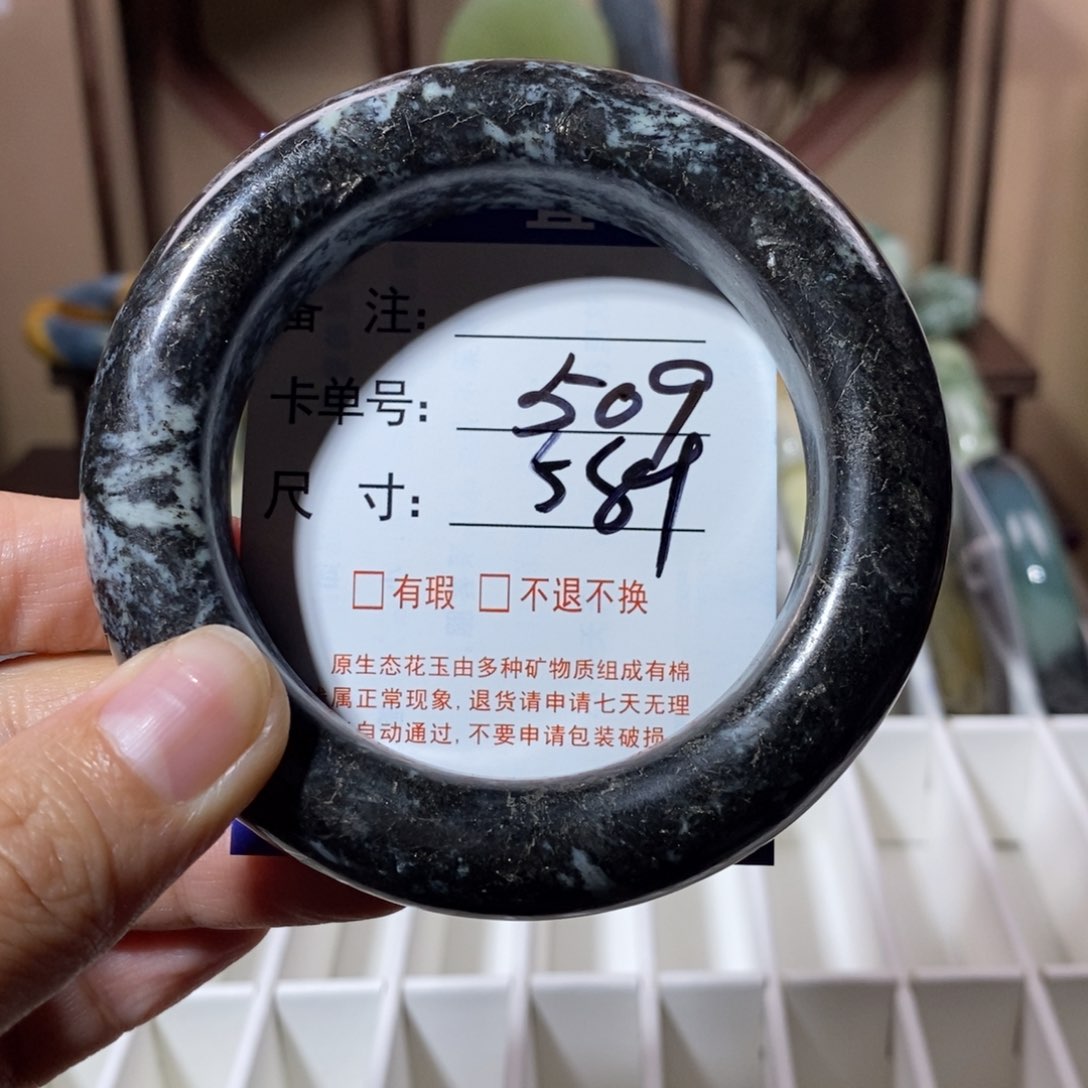 备 注:
卡单号: 509
尺 寸: 589
□有瑕 □不退不换
原生态花玉由多种矿物质组成有棉
属正常现象,退货请申请七天无理
自动通过,不要申请包装破损